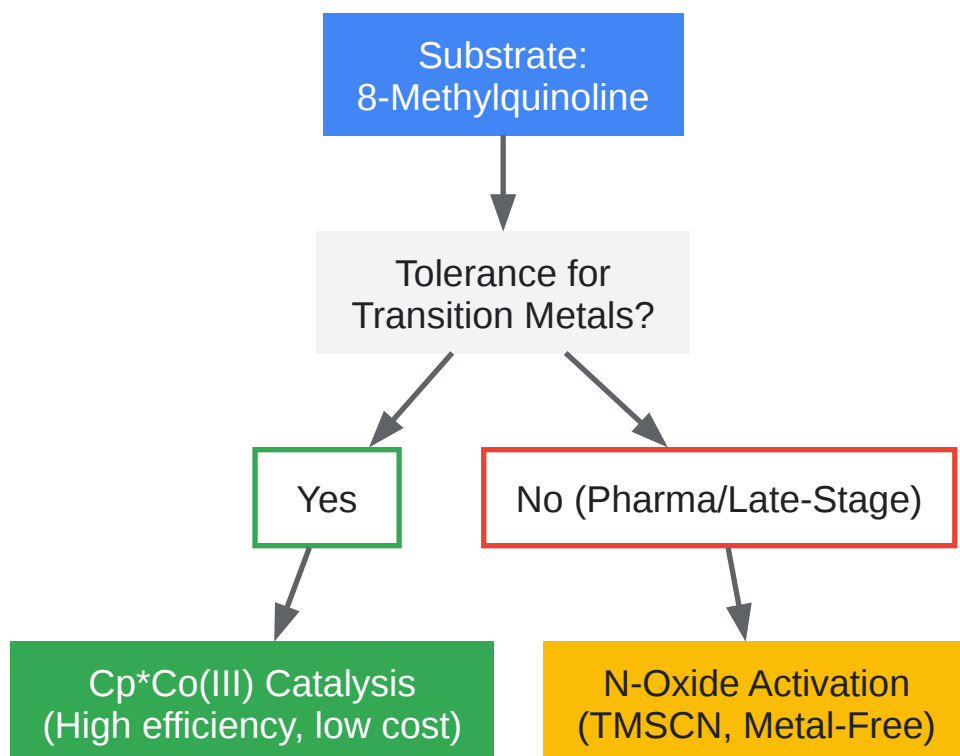 Substrate:
8-Methylquinoline
Tolerance for
Transition Metals?
Yes
No (Pharma/Late-Stage)
Cp*Co(III) Catalysis
(High efficiency, low cost)
N-Oxide Activation
(TMSCN, Metal-Free)